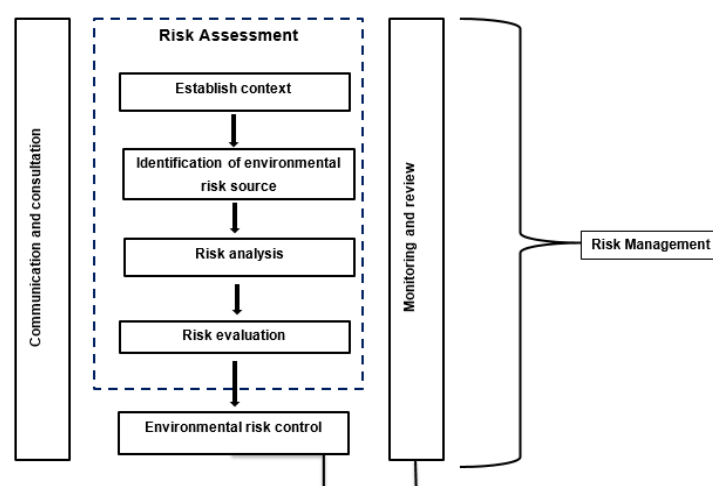 Risk Assessment
Establish context
Identification of environmental
risk source
Risk analysis
Risk evaluation
Environmental risk control
Communication and consultation
Monitoring and review
Risk Management